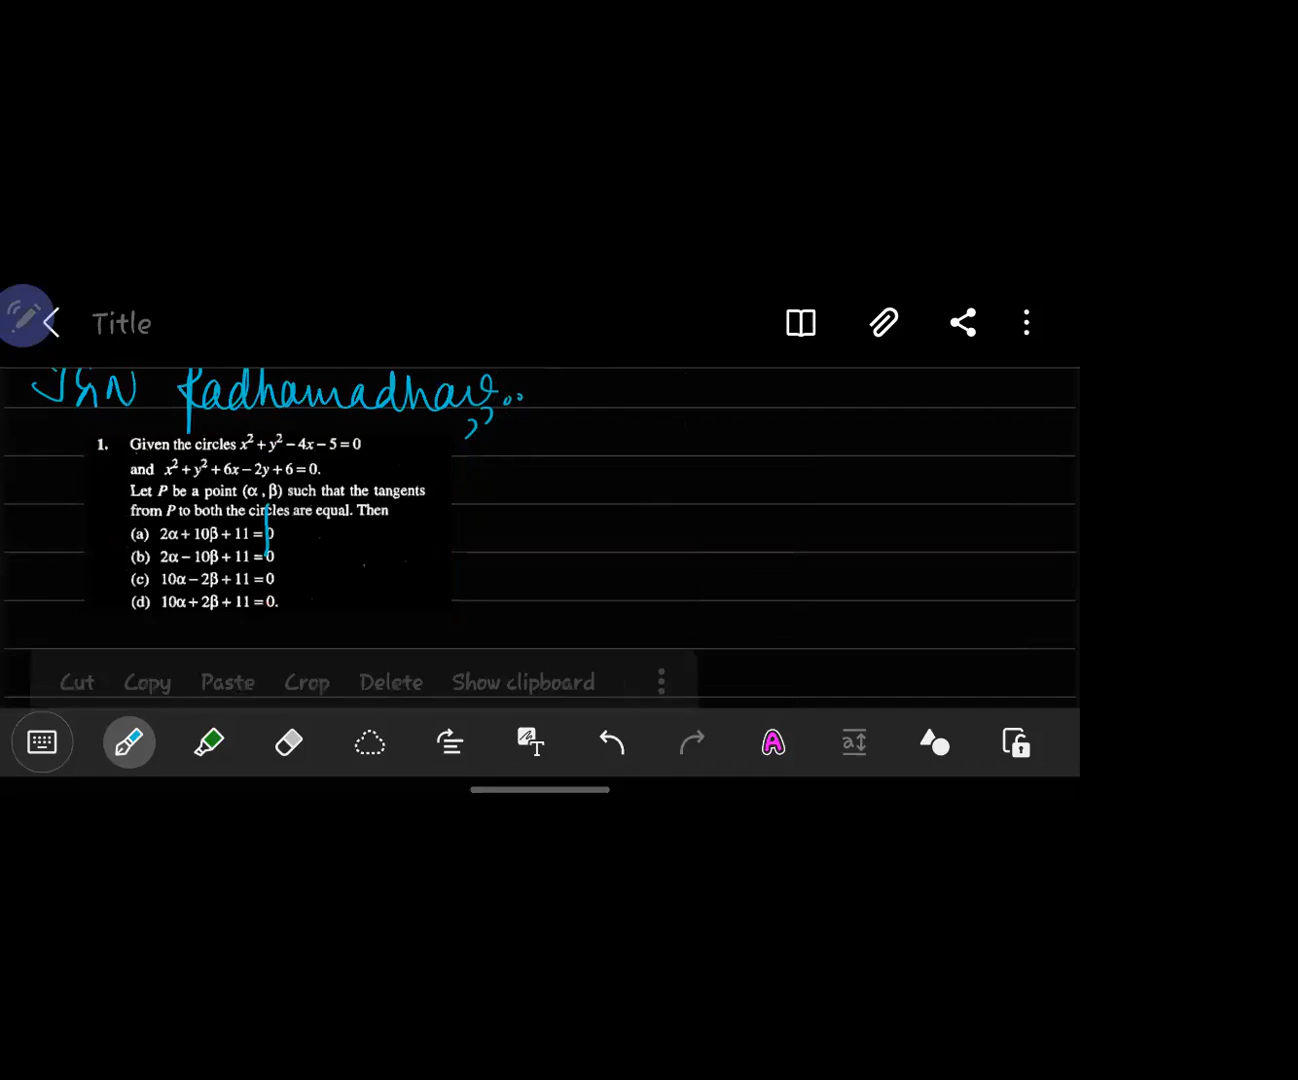 Title
Radhamadhav..
1. Given the circles x² + y² – 4x – 5 = 0
and x² + y² + 6x – 2y + 6 = 0.
Let P be a point (α , β) such that the tangents
from P to both the circles are equal. Then
(a) 2α + 10β + 11 = 0
(b) 2α – 10β + 11 = 0
(c) 10α – 2β + 11 = 0
(d) 10α + 2β + 11 = 0.
Cut Copy Paste Crop Delete Show clipboard